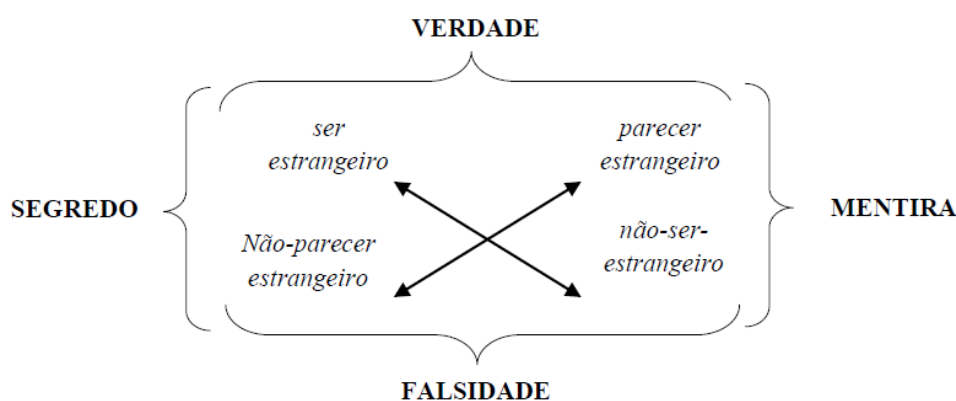 VERDADE
ser
estrangeiro
parecer
estrangeiro
SEGREDO
MENTIRA
Não-parecer
estrangeiro
não-ser-
estrangeiro
FALSIDADE